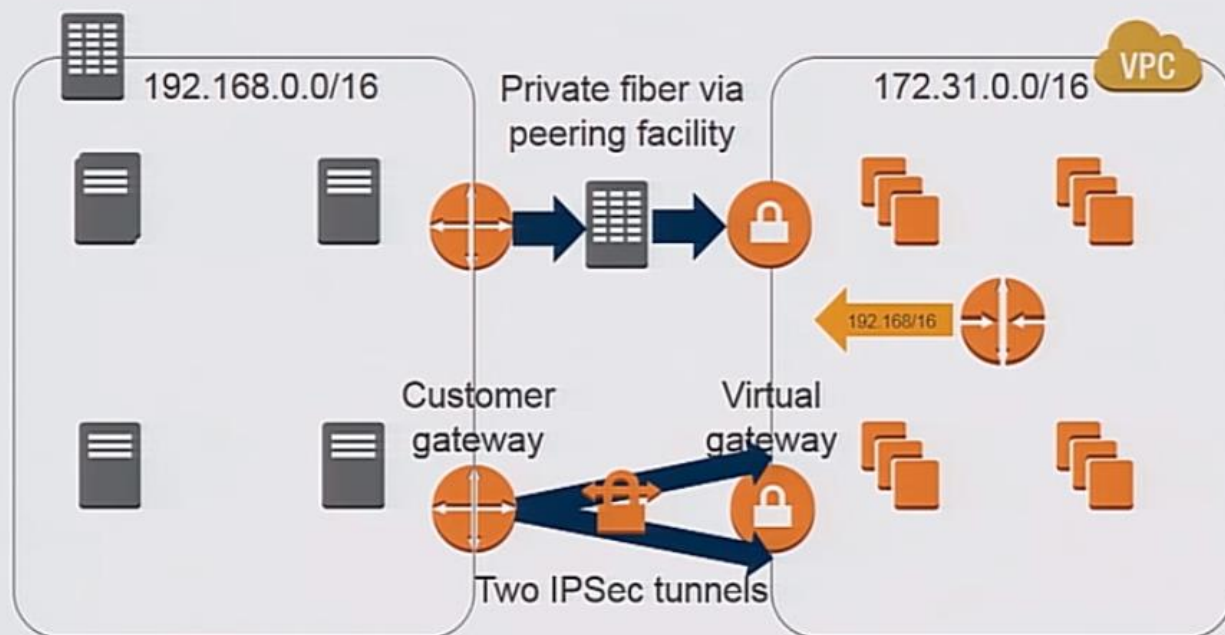 192.168.0.0/16
Private fiber via
peering facility
172.31.0.0/16
VPC
192.168/16
Customer
gateway
Virtual
gateway
Two IPSec tunnels